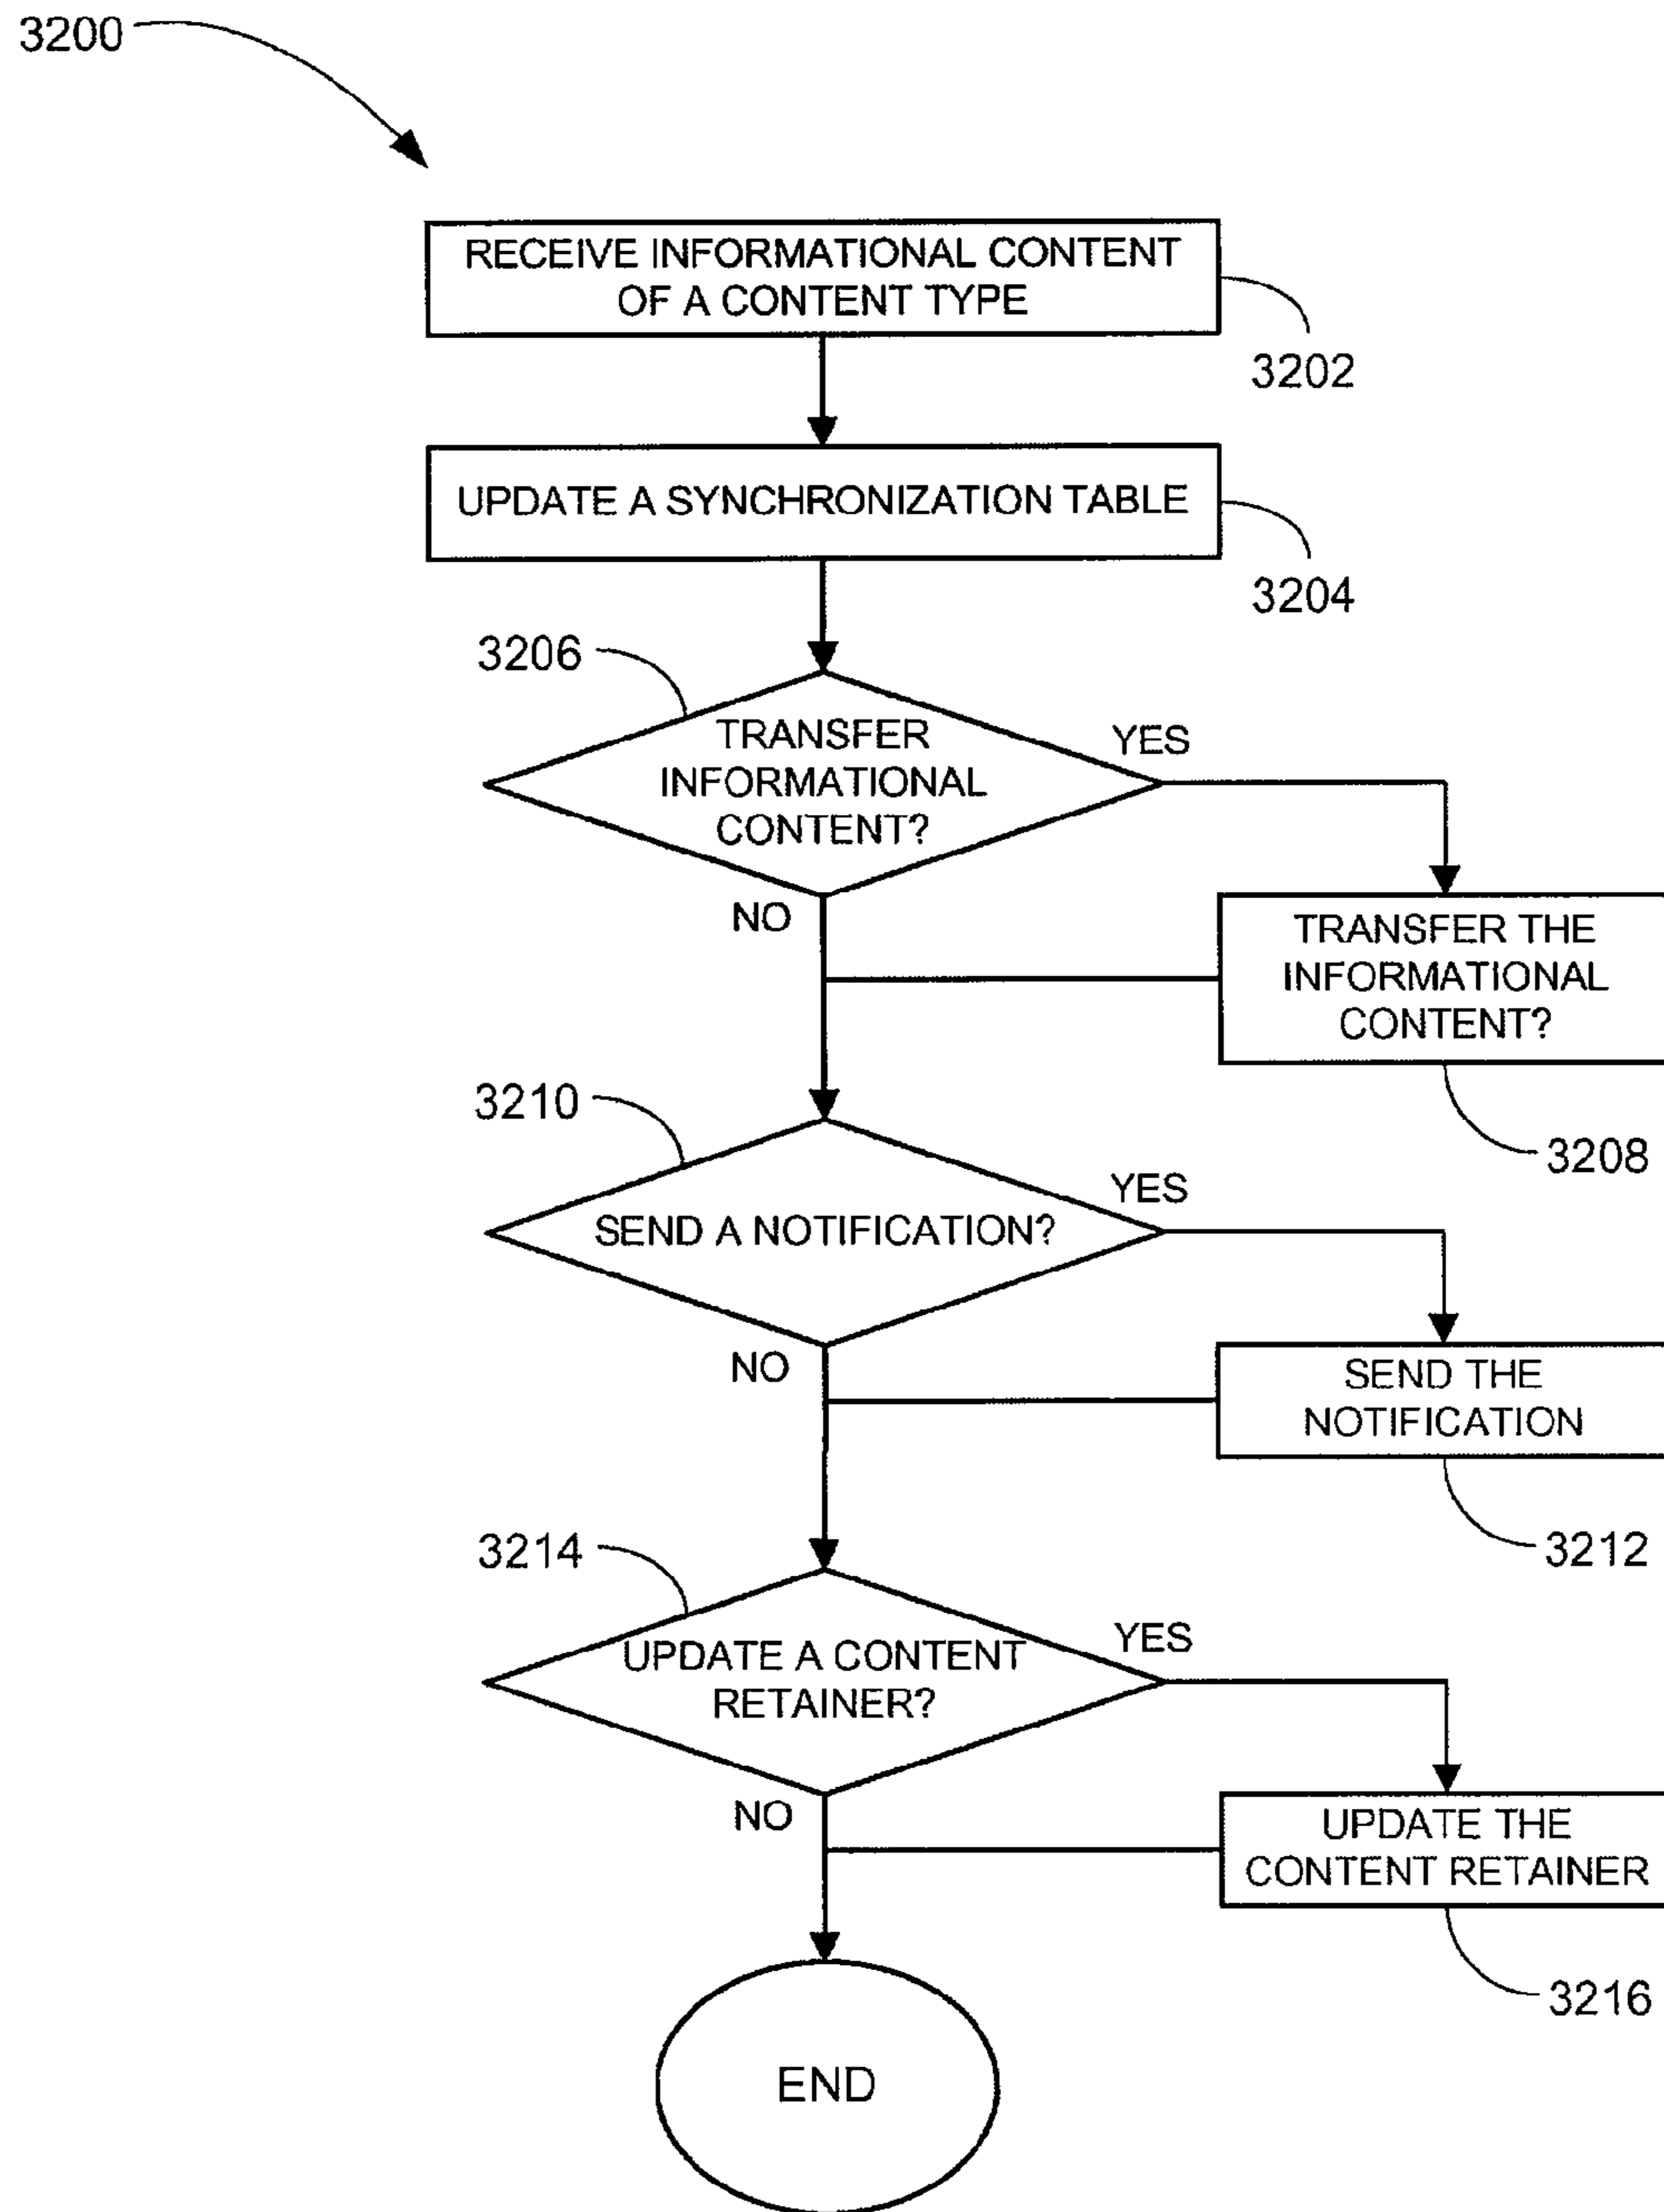 3200
RECEIVE INFORMATIONAL CONTENT
OF A CONTENT TYPE
3202
UPDATE A SYNCHRONIZATION TABLE
3204
3206
TRANSFER
INFORMATIONAL
CONTENT?
YES
NO
TRANSFER THE
INFORMATIONAL
CONTENT?
3208
3210
SEND A NOTIFICATION?
YES
NO
SEND THE
NOTIFICATION
3212
3214
UPDATE A CONTENT
RETAINER?
YES
NO
UPDATE THE
CONTENT RETAINER
3216
END